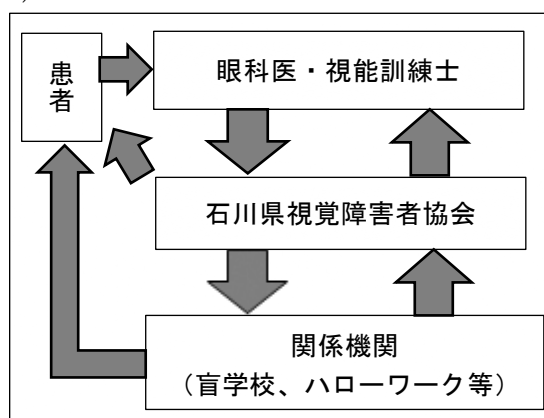 患者
眼科医・視能訓練士
石川県視覚障害者協会
関係機関
（盲学校、ハローワーク等）